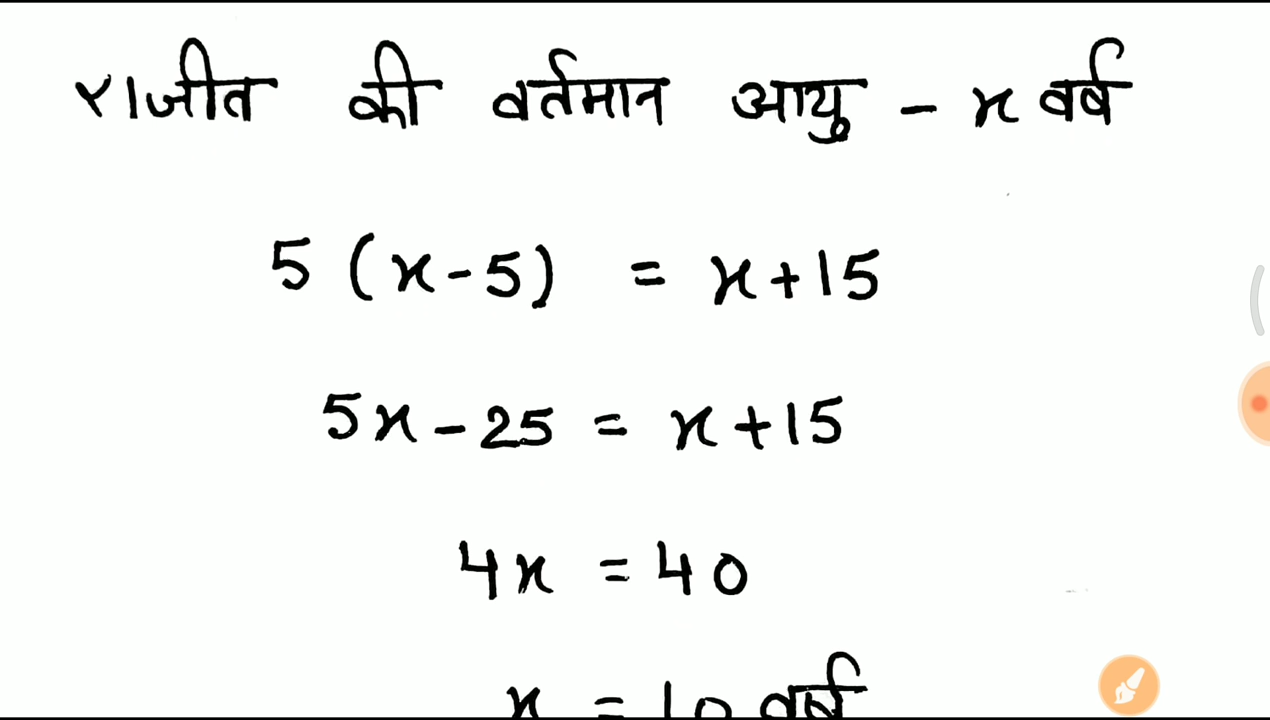 राजीत की वर्तमान आयु - x वर्ष
5 (x-5) = x+15
5x - 25 = x+15
4x = 40
x = 10 वर्ष